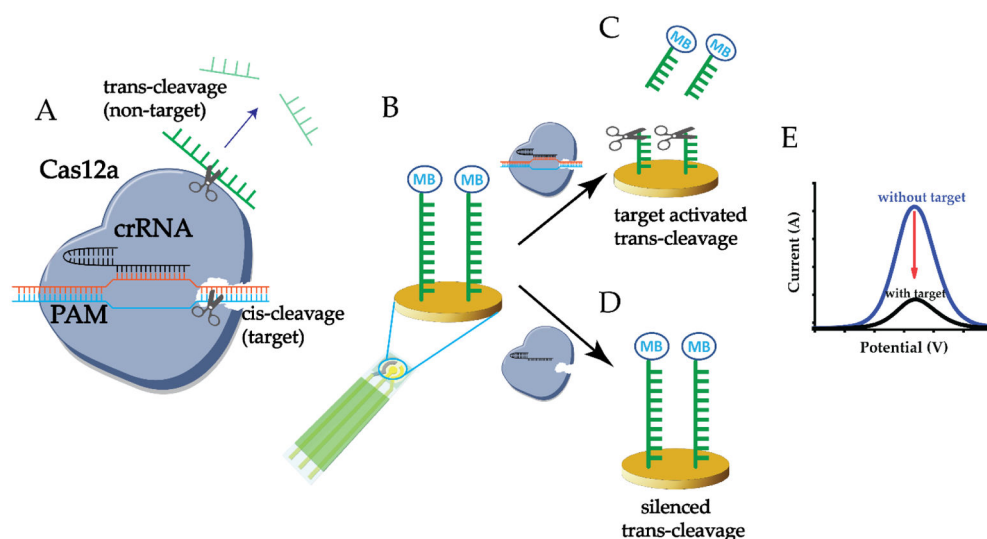 A
trans-cleavage
(non-target)
Cas12a
crRNA
PAM
cis-cleavage
(target)
B
MB
MB
C
MB
MB
target activated
trans-cleavage
D
MB
MB
silenced
trans-cleavage
E
without target
with target
Current (A)
Potential (V)